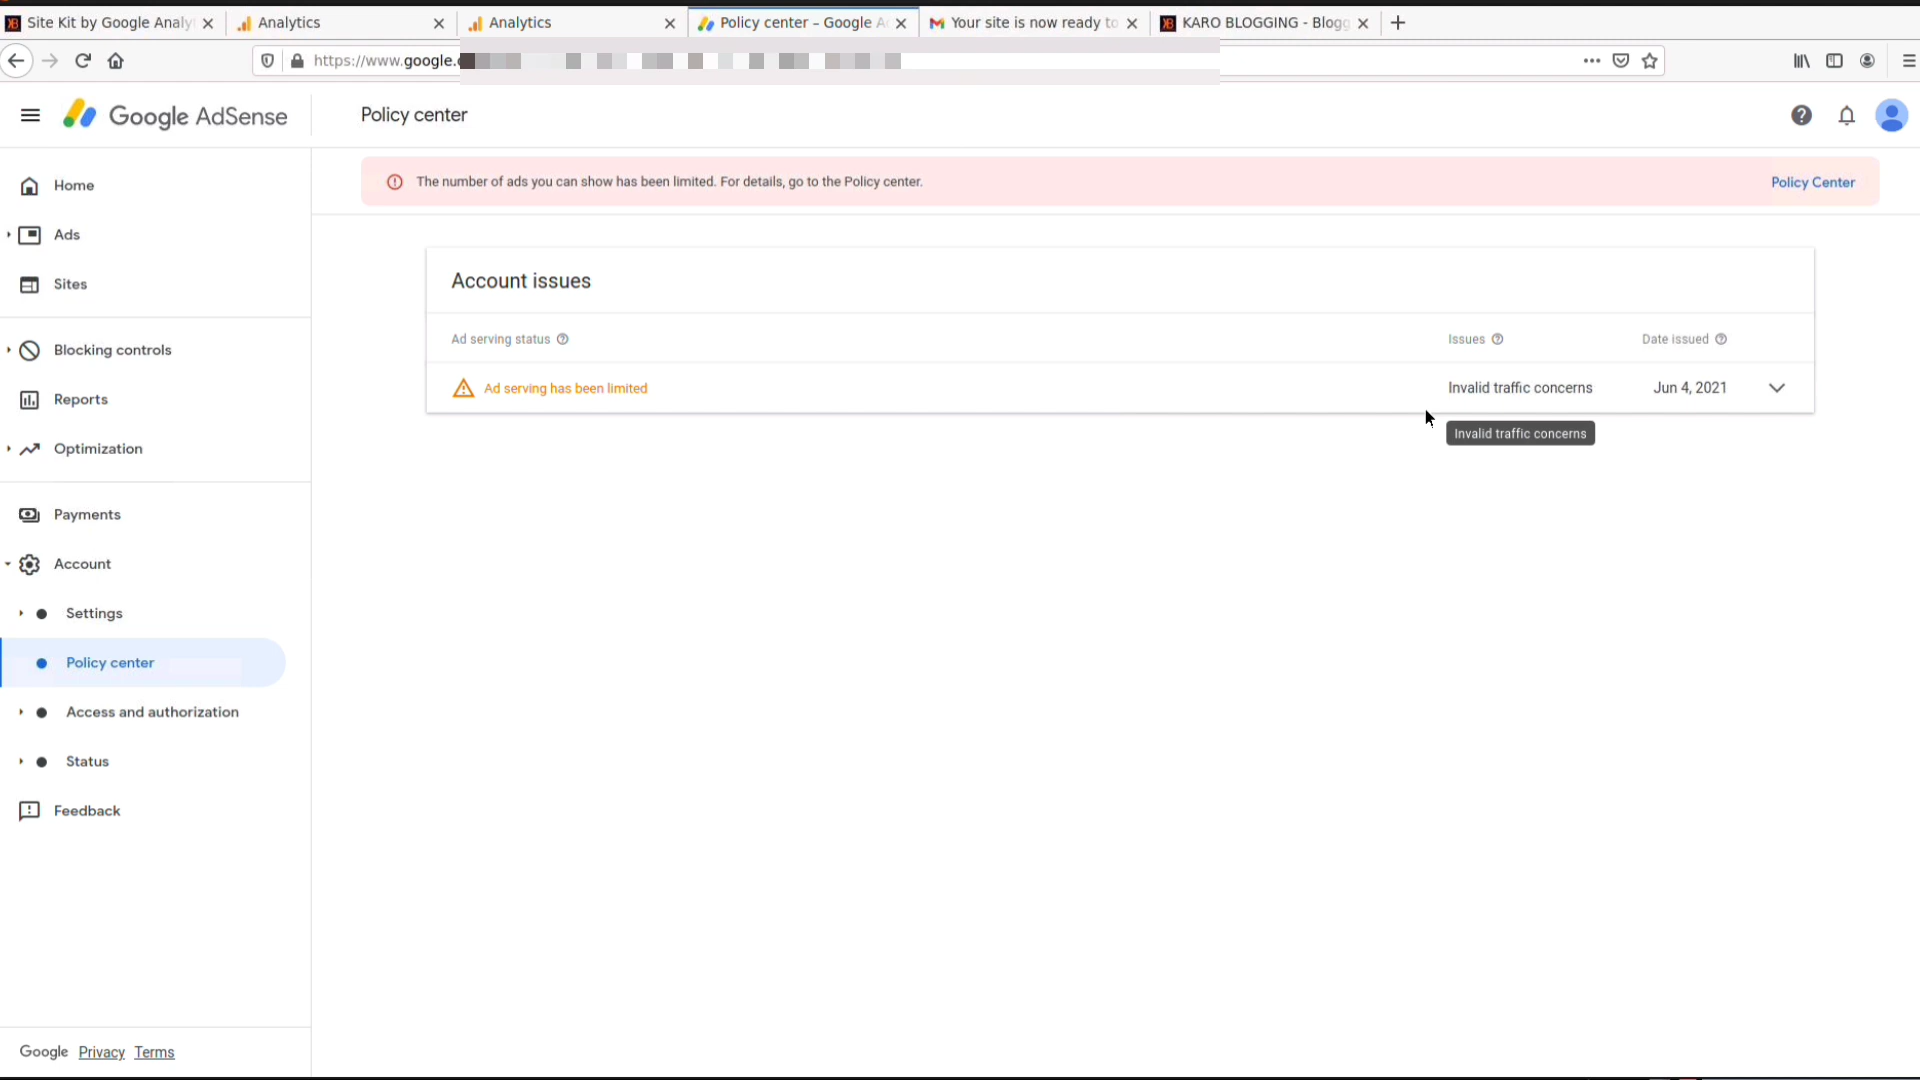 Site Kit by Google Analy
Analytics
Analytics
Policy center – Google A
Your site is now ready to
KARO BLOGGING - Blogg
https://www.google.
Google AdSense
Policy center
Home
Ads
Sites
Blocking controls
Reports
Optimization
Payments
Account
Settings
Policy center
Access and authorization
Status
Feedback
Google Privacy Terms
The number of ads you can show has been limited. For details, go to the Policy center.
Policy Center
Account issues
Ad serving status
Issues
Date issued
Ad serving has been limited
Invalid traffic concerns
Jun 4, 2021
Invalid traffic concerns